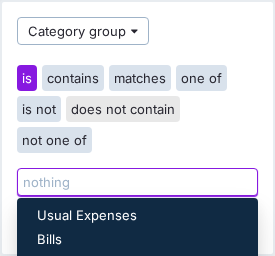 Category group
is contains matches one of
is not does not contain
not one of
nothing
Usual Expenses
Bills